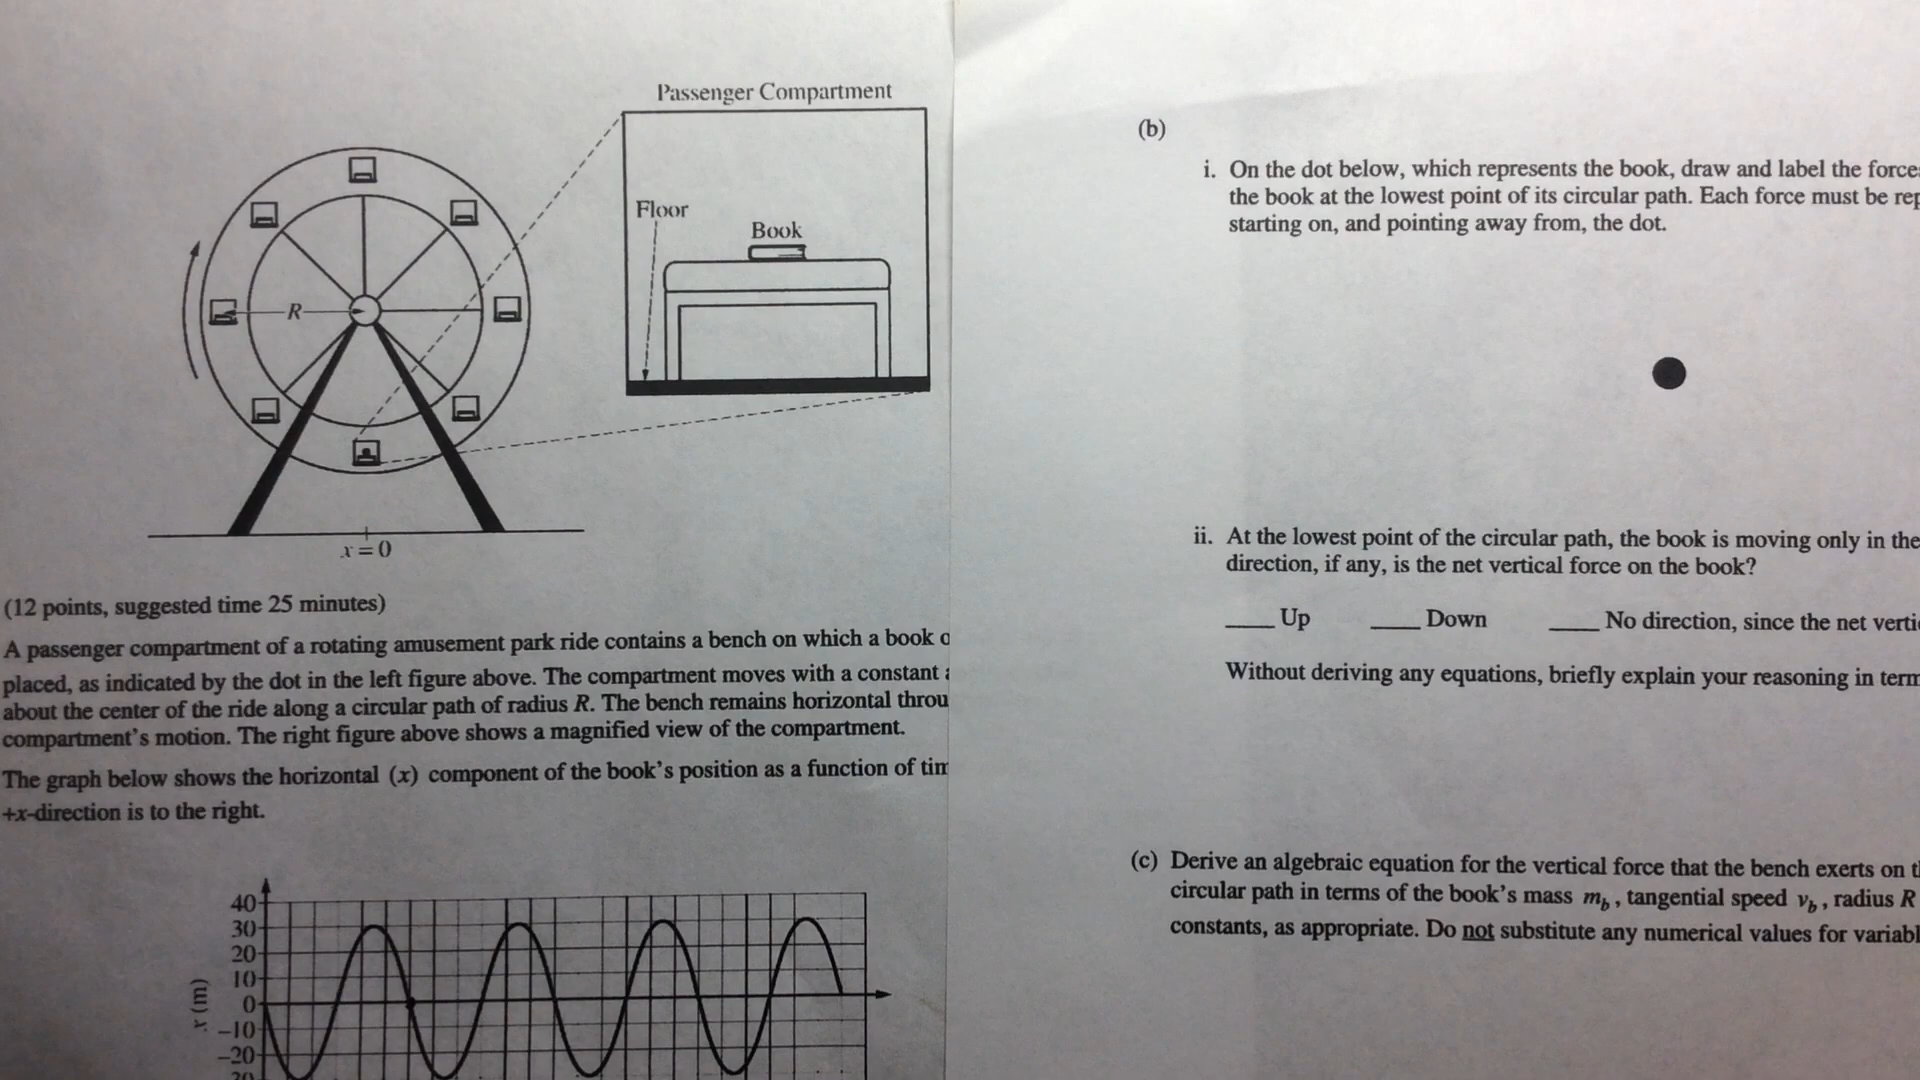 Passenger Compartment
Floor
Book
R
x = 0
(12 points, suggested time 25 minutes)
A passenger compartment of a rotating amusement park ride contains a bench on which a book
placed, as indicated by the dot in the left figure above. The compartment moves with a constant
about the center of the ride along a circular path of radius R. The bench remains horizontal throu
compartment's motion. The right figure above shows a magnified view of the compartment.
The graph below shows the horizontal (x) component of the book's position as a function of
+x-direction is to the right.
x (m)
40
30
20
10
0
−10
−20
(b)
i. On the dot below, which represents the book, draw and label the force
the book at the lowest point of its circular path. Each force must be rep
starting on, and pointing away from, the dot.
ii. At the lowest point of the circular path, the book is moving only in the
direction, if any, is the net vertical force on the book?
____ Up ____ Down ____ No direction, since the net verti
Without deriving any equations, briefly explain your reasoning in term
(c) Derive an algebraic equation for the vertical force that the bench exerts on
circular path in terms of the book's mass m_b, tangential speed v_b, radius R
constants, as appropriate. Do not substitute any numerical values for variabl